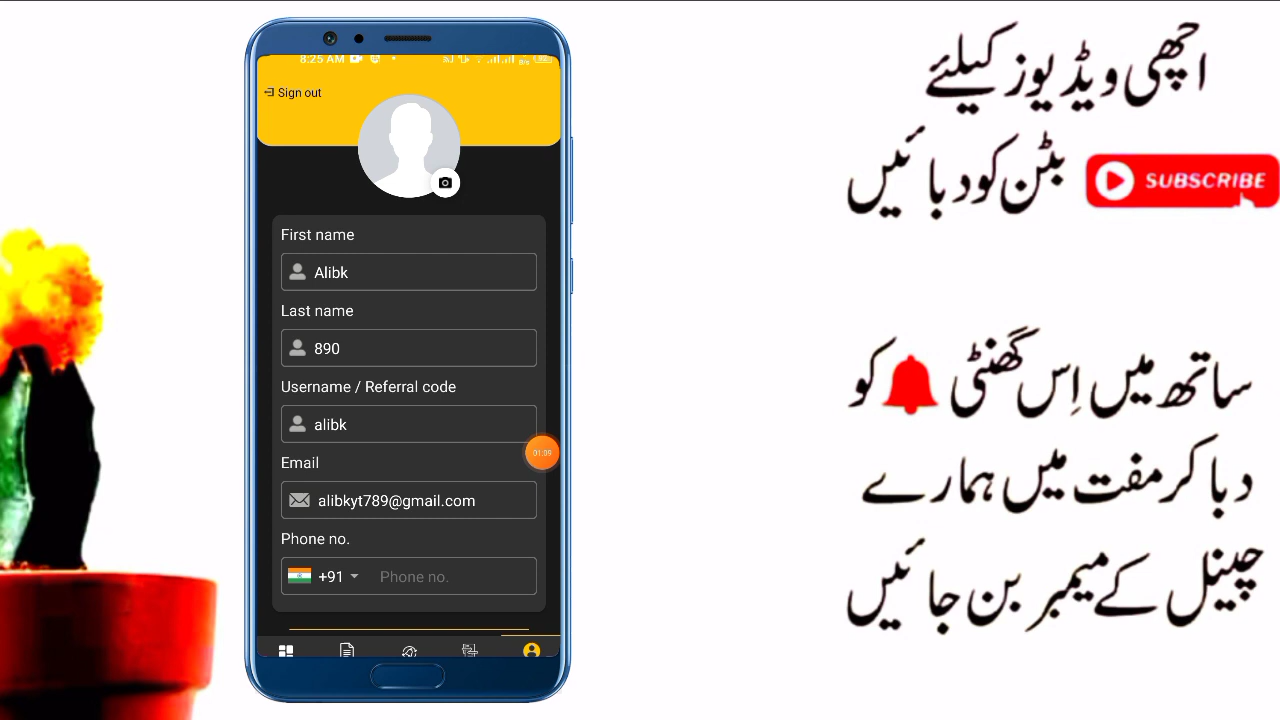 8:25 AM
Sign out
First name
Alibk
Last name
890
Username / Referral code
alibk
01:09
Email
alibkyt789@gmail.com
Phone no.
+91 Phone no.
اچھی ویڈیوز کیلئے
SUBSCRIBE بٹن کو دبائیں
ساتھ میں اِس گھنٹی کو
دبا کر مفت میں ہمارے
چینل کے میمبر بن جائیں